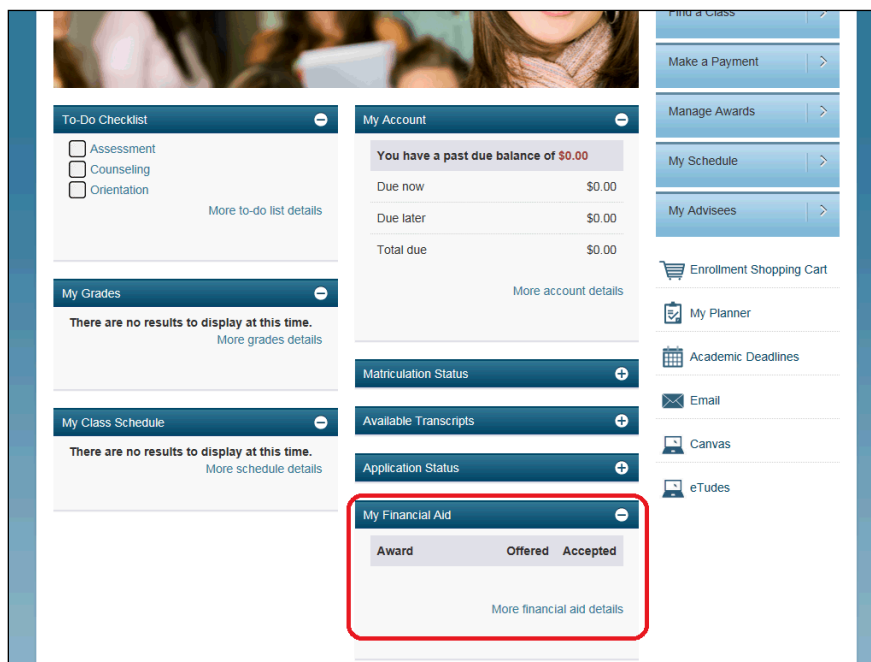 To-Do Checklist
Assessment
Counseling
Orientation
More to-do list details
My Grades
There are no results to display at this time.
More grades details
My Class Schedule
There are no results to display at this time.
More schedule details
My Account
You have a past due balance of $0.00
Due now $0.00
Due later $0.00
Total due $0.00
More account details
Matriculation Status
Available Transcripts
Application Status
My Financial Aid
Award Offered Accepted
More financial aid details
Find a Class
Make a Payment
Manage Awards
My Schedule
My Advisees
Enrollment Shopping Cart
My Planner
Academic Deadlines
Email
Canvas
eTudes